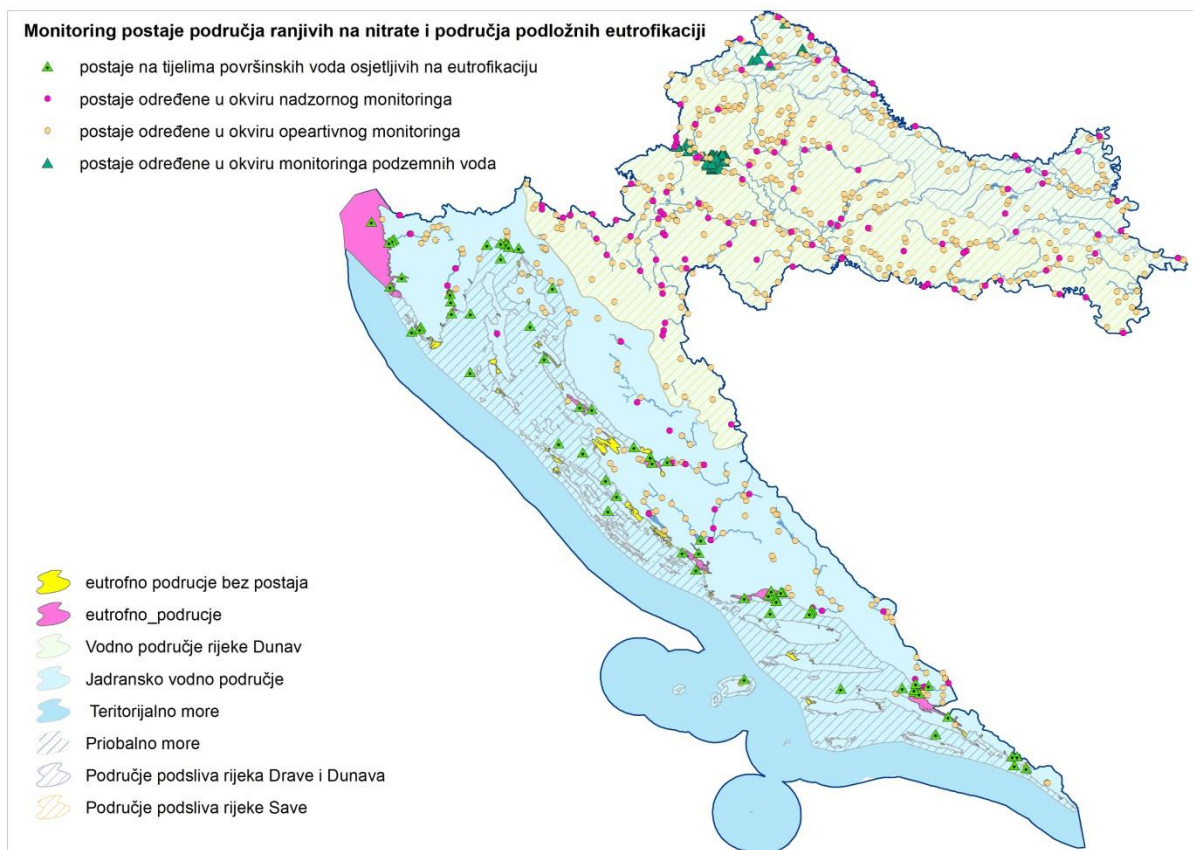 Monitoring postaje područja ranjivih na nitrate i područja podložnih eutrofikaciji
postaje na tijelima površinskih voda osjetljivih na eutrofikaciju
postaje određene u okviru nadzornog monitoringa
postaje određene u okviru opeartivnog monitoringa
postaje određene u okviru monitoringa podzemnih voda
eutrofno podrucje bez postaja
eutrofno_podrucje
Vodno područje rijeke Dunav
Jadransko vodno područje
Teritorijalno more
Priobalno more
Područje podsliva rijeka Drave i Dunava
Područje podsliva rijeke Save